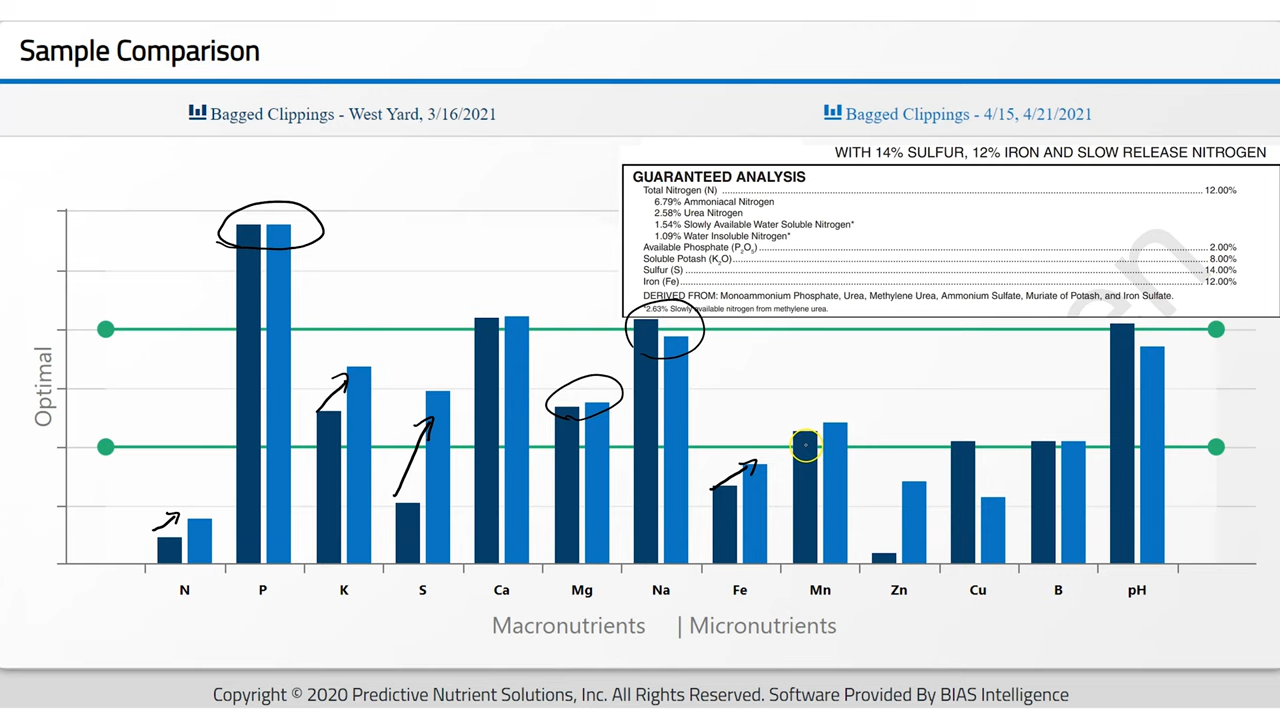 Sample Comparison
Bagged Clippings - West Yard, 3/16/2021
Bagged Clippings - 4/15, 4/21/2021
WITH 14% SULFUR, 12% IRON AND SLOW RELEASE NITROGEN
GUARANTEED ANALYSIS
Total Nitrogen (N) 12.00%
6.79% Ammoniacal Nitrogen
2.58% Urea Nitrogen
1.54% Slowly Available Water Soluble Nitrogen*
1.09% Water Insoluble Nitrogen*
Available Phosphate (P2O5) 2.00%
Soluble Potash (K2O) 8.00%
Sulfur (S) 14.00%
Iron (Fe) 12.00%
DERIVED FROM: Monoammonium Phosphate, Urea, Methylene Urea, Ammonium Sulfate, Muriate of Potash, and Iron Sulfate.
*2.63% Slowly available nitrogen from methylene urea.
Optimal
N P K S Ca Mg Na Fe Mn Zn Cu B pH
Macronutrients | Micronutrients
Copyright © 2020 Predictive Nutrient Solutions, Inc. All Rights Reserved. Software Provided By BIAS Intelligence